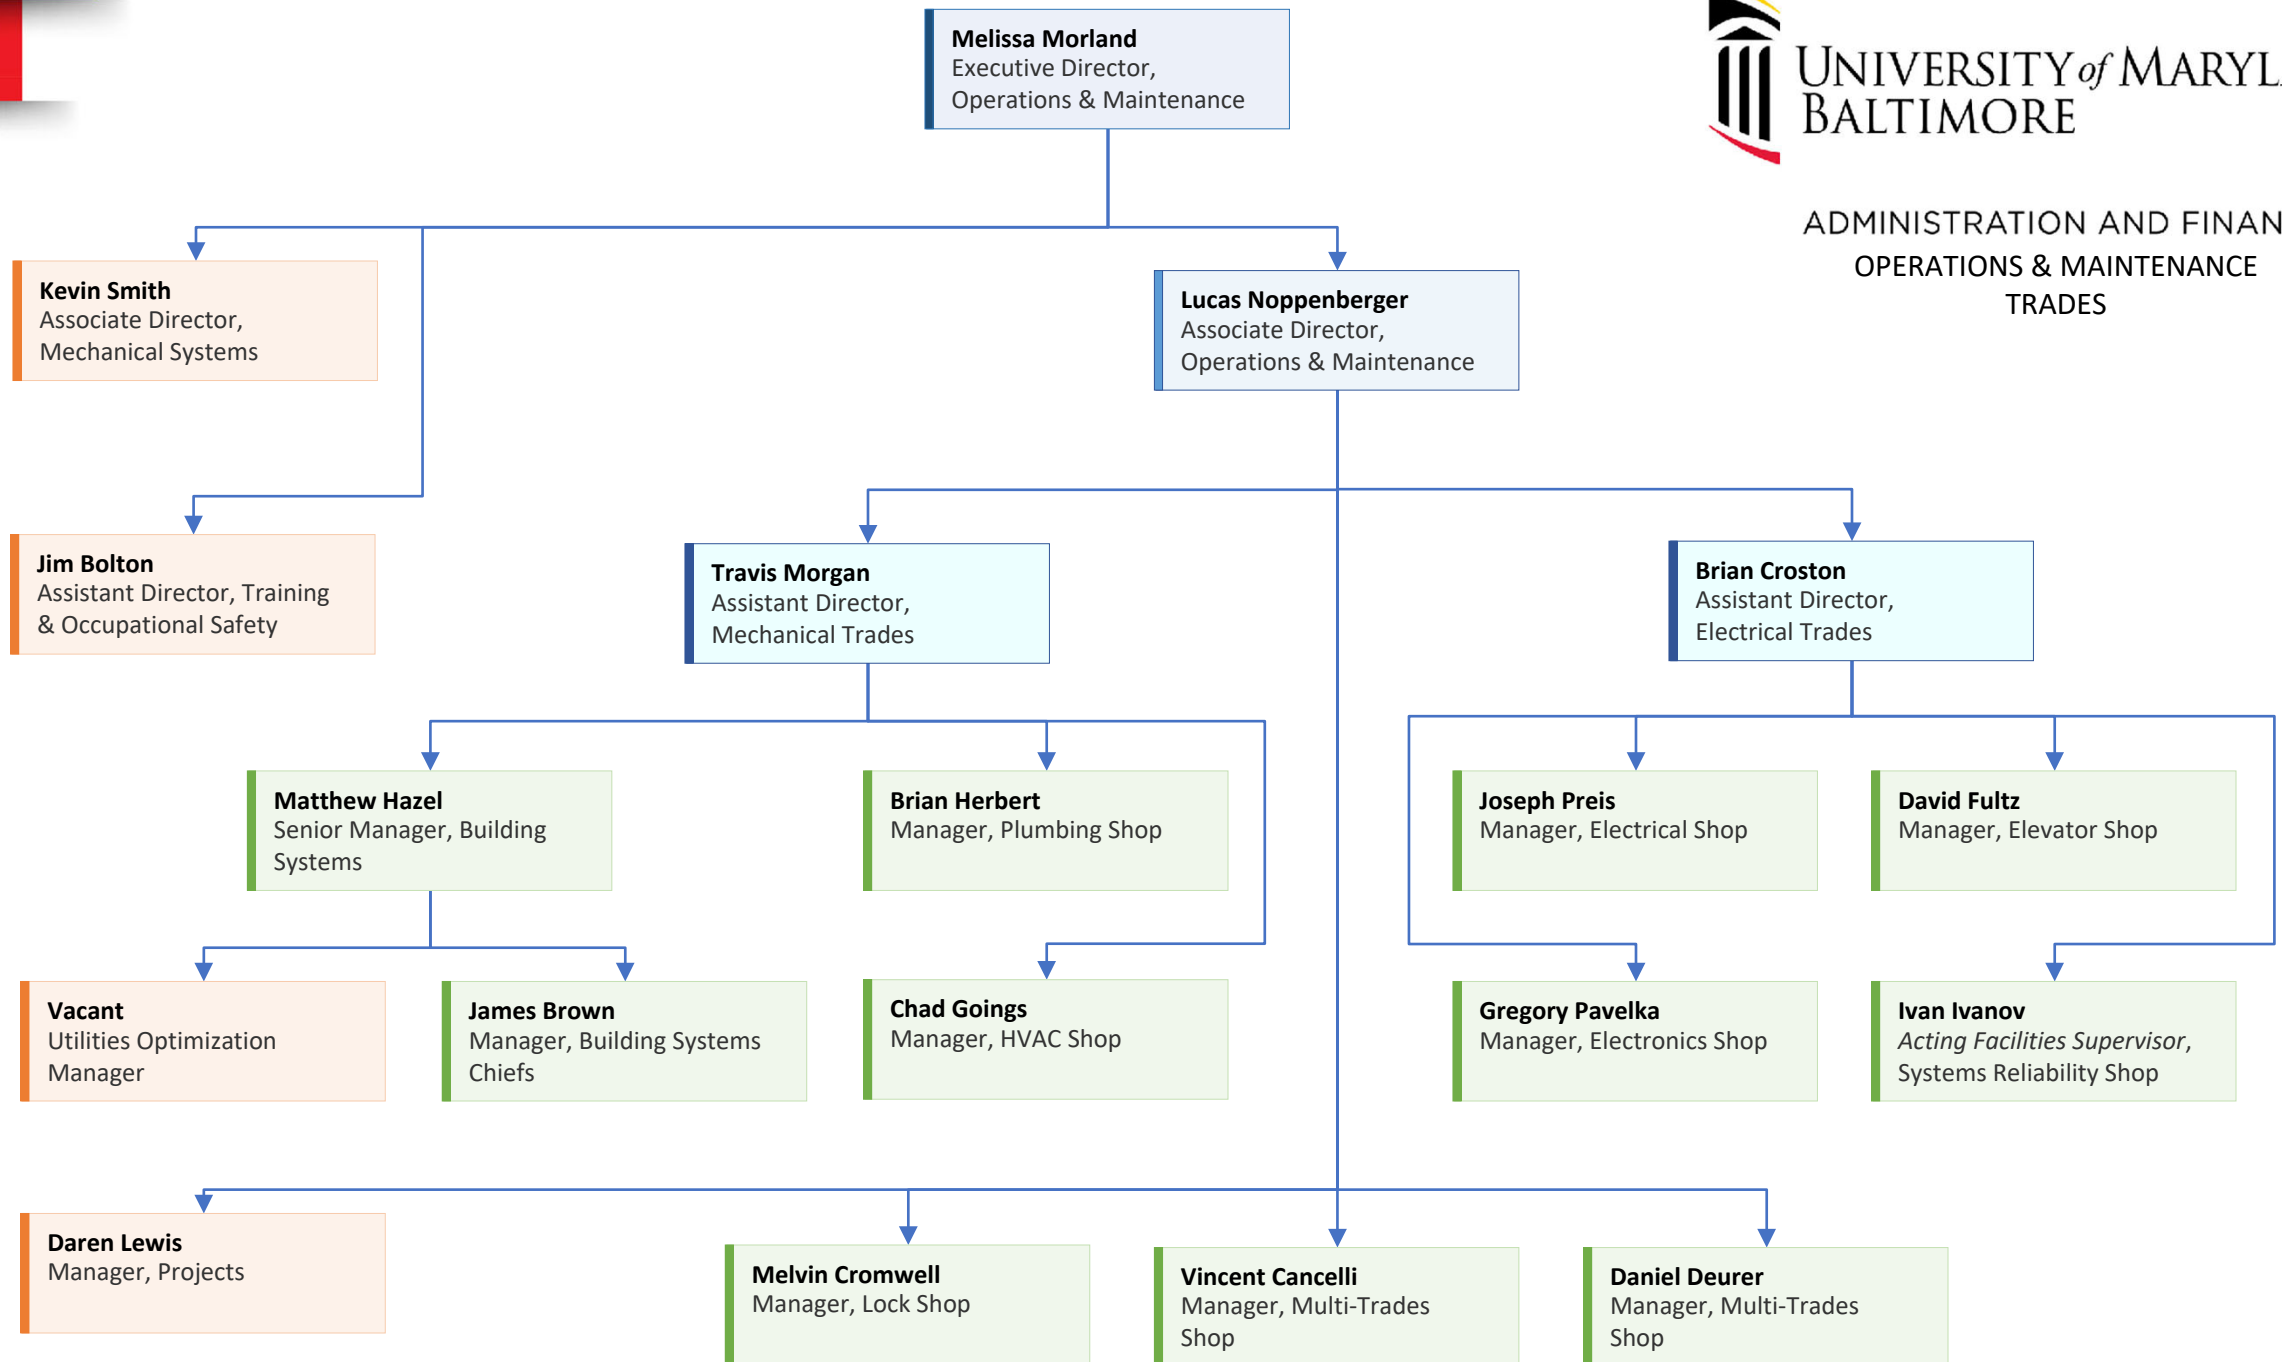 Melissa Morland
Executive Director,
Operations & Maintenance
UNIVERSITY of MARYL
BALTIMORE
ADMINISTRATION AND FINAN
OPERATIONS & MAINTENANCE
TRADES
Kevin Smith
Associate Director,
Mechanical Systems
Lucas Noppenberger
Associate Director,
Operations & Maintenance
Jim Bolton
Assistant Director, Training
& Occupational Safety
Travis Morgan
Assistant Director,
Mechanical Trades
Brian Croston
Assistant Director,
Electrical Trades
Matthew Hazel
Senior Manager, Building
Systems
Brian Herbert
Manager, Plumbing Shop
Joseph Preis
Manager, Electrical Shop
David Fultz
Manager, Elevator Shop
Vacant
Utilities Optimization
Manager
James Brown
Manager, Building Systems
Chiefs
Chad Goings
Manager, HVAC Shop
Gregory Pavelka
Manager, Electronics Shop
Ivan Ivanov
Acting Facilities Supervisor,
Systems Reliability Shop
Daren Lewis
Manager, Projects
Melvin Cromwell
Manager, Lock Shop
Vincent Cancelli
Manager, Multi-Trades
Shop
Daniel Deurer
Manager, Multi-Trades
Shop